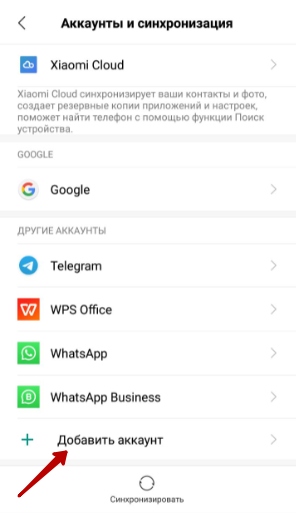 Аккаунты и синхронизация
Xiaomi Cloud
Xiaomi Cloud синхронизирует ваши контакты и фото,
создает резервные копии приложений и настроек,
поможет найти телефон с помощью функции Поиск
устройства.
GOOGLE
Google
ДРУГИЕ АККАУНТЫ
Telegram
WPS Office
WhatsApp
WhatsApp Business
Добавить аккаунт
Синхронизировать